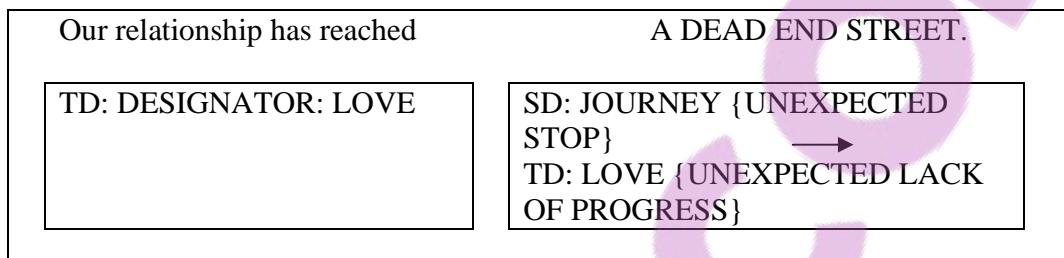 Our relationship has reached A DEAD END STREET.
TD: DESIGNATOR: LOVE
SD: JOURNEY {UNEXPECTED
STOP} →
TD: LOVE {UNEXPECTED LACK
OF PROGRESS}